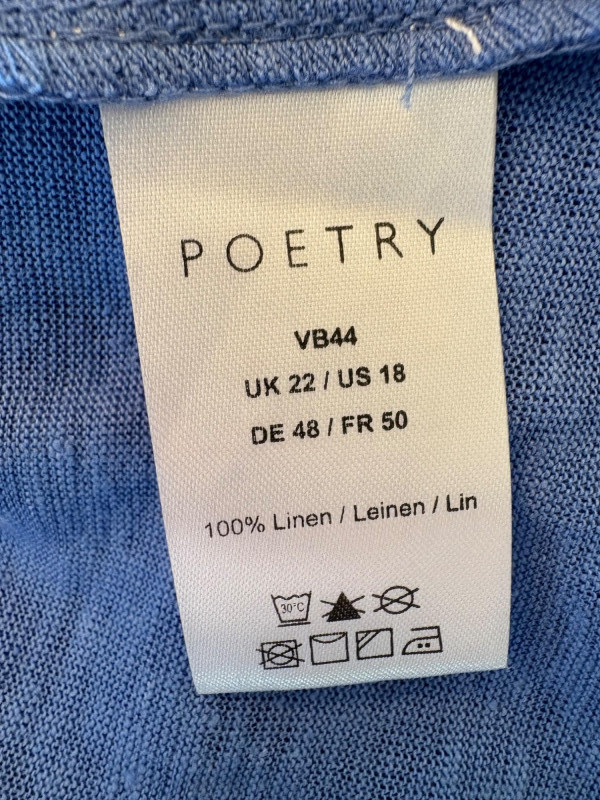 POETRY
VB44
UK 22 / US 18
DE 48 / FR 50
100% Linen / Leinen / Lin
30°C